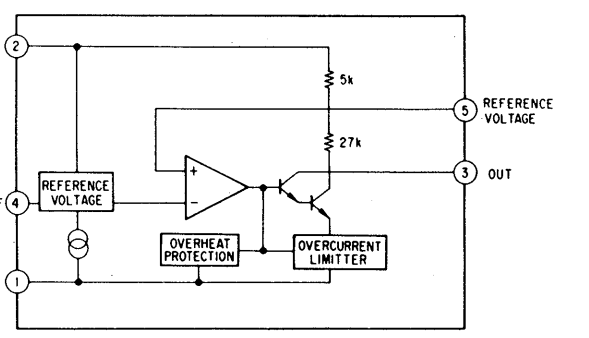 2
5k
5 REFERENCE
VOLTAGE
27k
+
3 OUT
REFERENCE
VOLTAGE
4
−
OVERHEAT
PROTECTION
OVERCURRENT
LIMITTER
1